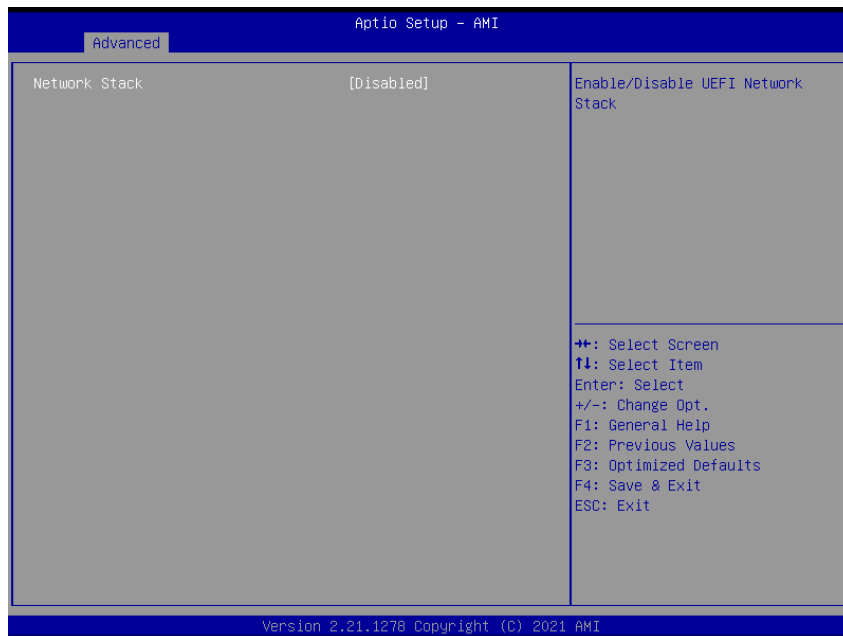 Aptio Setup – AMI
Advanced
Network Stack [Disabled]
Enable/Disable UEFI Network
Stack
→←: Select Screen
↑↓: Select Item
Enter: Select
+/-: Change Opt.
F1: General Help
F2: Previous Values
F3: Optimized Defaults
F4: Save & Exit
ESC: Exit
Version 2.21.1278 Copyright (C) 2021 AMI